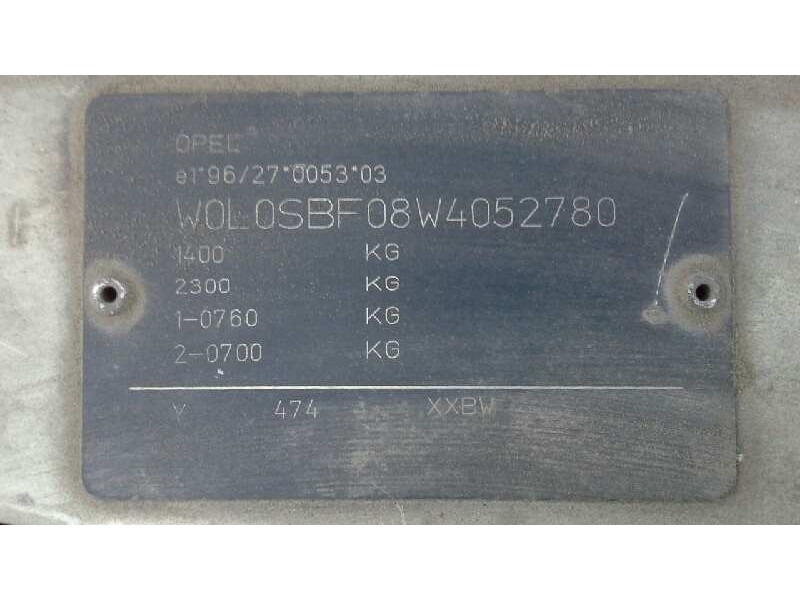 OPEL
e1*96/27*0053*03
W0L0SBF08W4052780
1400 KG
2300 KG
1-0760 KG
2-0700 KG
Y 474 XXBW